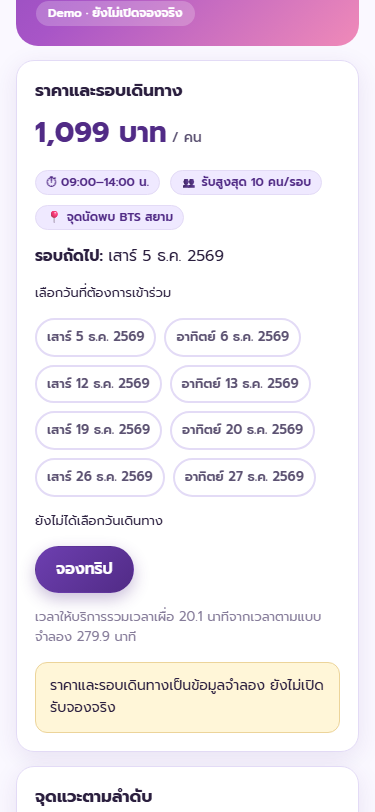 Demo · ยังไม่เปิดจองจริง
ราคาและรอบเดินทาง
1,099 บาท / คน
⏱ 09:00–14:00 น.
👥 รับสูงสุด 10 คน/รอบ
📍 จุดนัดพบ BTS สยาม
รอบถัดไป: เสาร์ 5 ธ.ค. 2569
เลือกวันที่ต้องการเข้าร่วม
เสาร์ 5 ธ.ค. 2569
อาทิตย์ 6 ธ.ค. 2569
เสาร์ 12 ธ.ค. 2569
อาทิตย์ 13 ธ.ค. 2569
เสาร์ 19 ธ.ค. 2569
อาทิตย์ 20 ธ.ค. 2569
เสาร์ 26 ธ.ค. 2569
อาทิตย์ 27 ธ.ค. 2569
ยังไม่ได้เลือกวันเดินทาง
จองทริป
เวลาให้บริการรวมเวลาเผื่อ 20.1 นาทีจากเวลาตามแบบ
จำลอง 279.9 นาที
ราคาและรอบเดินทางเป็นข้อมูลจำลอง ยังไม่เปิด
รับจองจริง
จุดแวะตามลำดับ